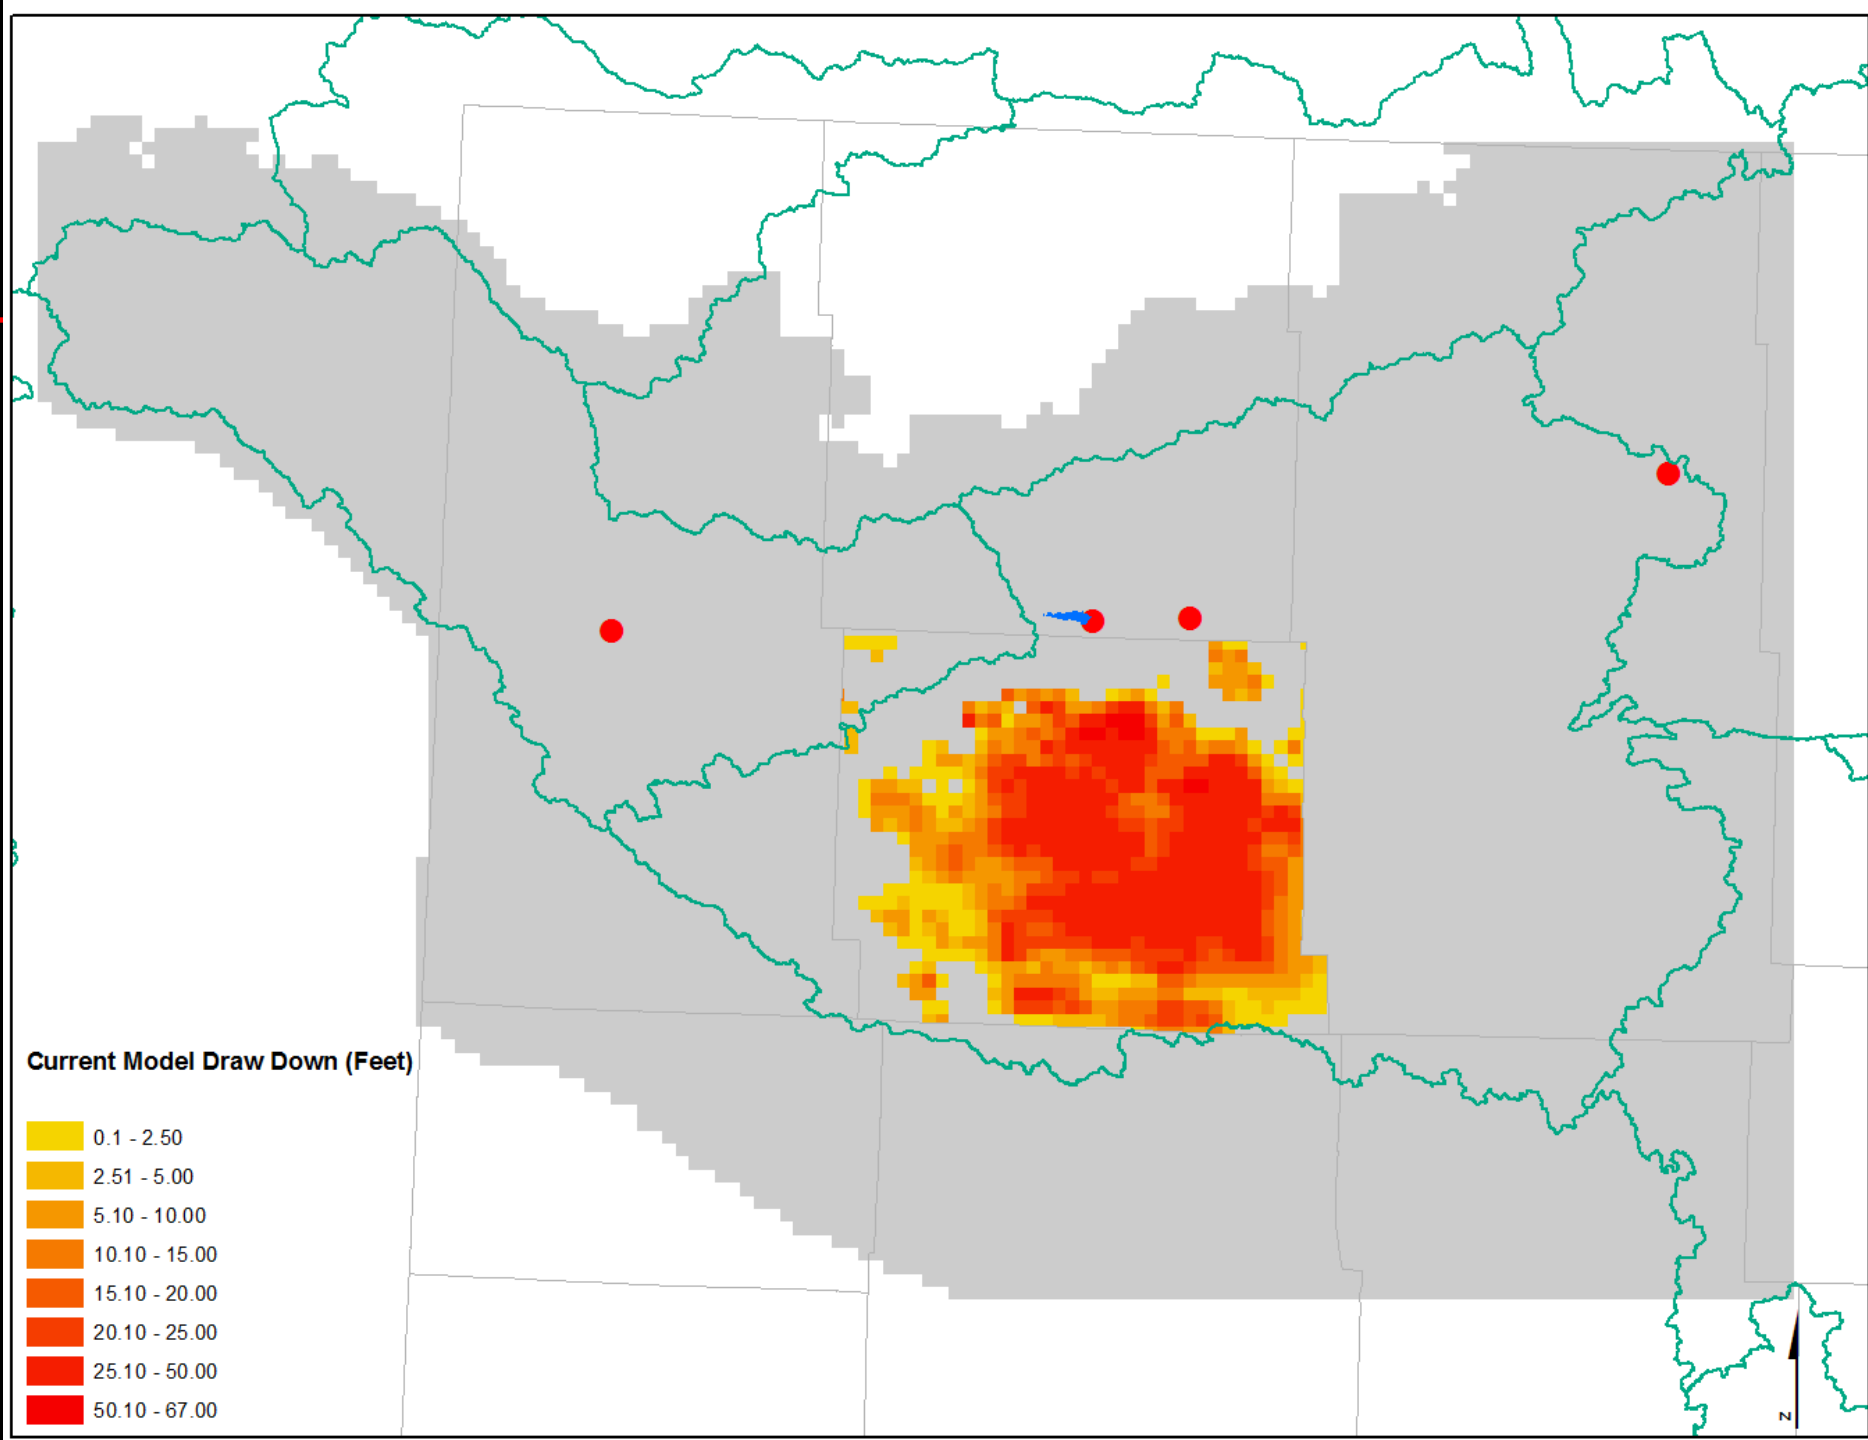 Current Model Draw Down (Feet)
0.1 - 2.50
2.51 - 5.00
5.10 - 10.00
10.10 - 15.00
15.10 - 20.00
20.10 - 25.00
25.10 - 50.00
50.10 - 67.00
N